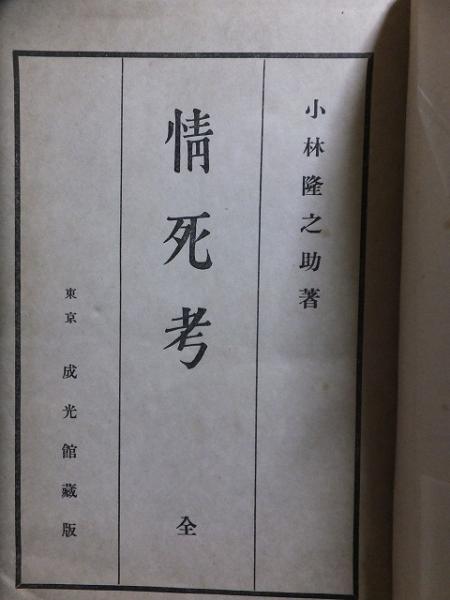 小林隆之助著
情死考 全
東京 成光館藏版